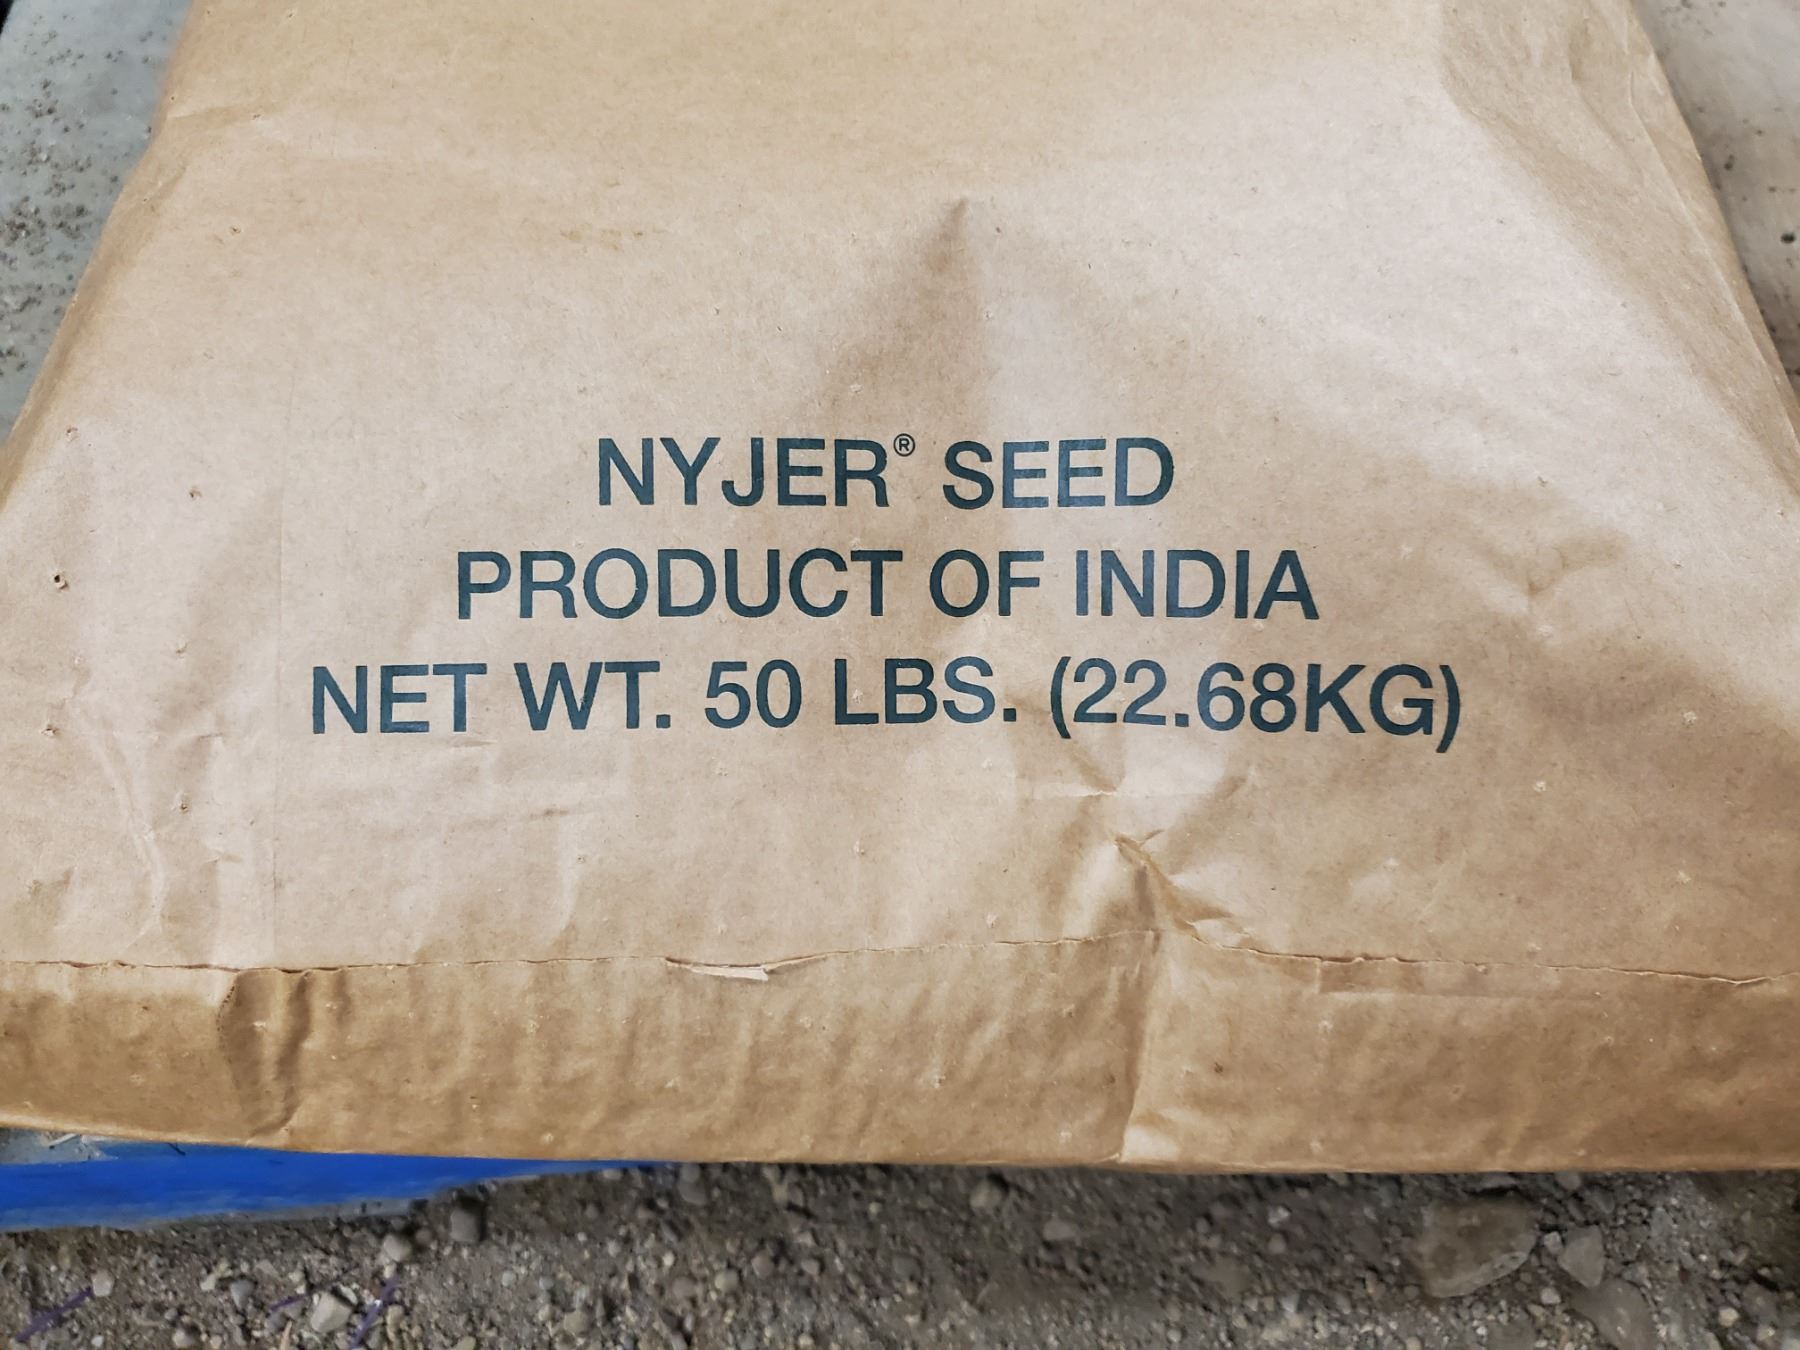 NYJER® SEED
PRODUCT OF INDIA
NET WT. 50 LBS. (22.68KG)